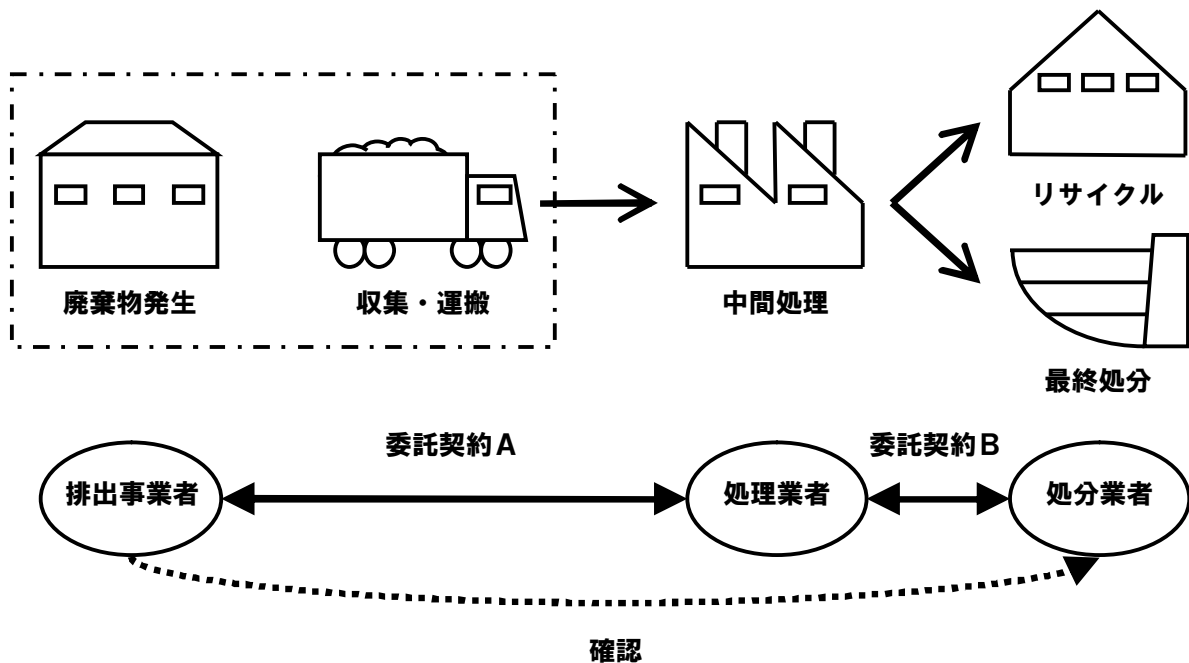 リサイクル
廃棄物発生
収集・運搬
中間処理
最終処分
委託契約A
委託契約B
排出事業者
処理業者
処分業者
確認